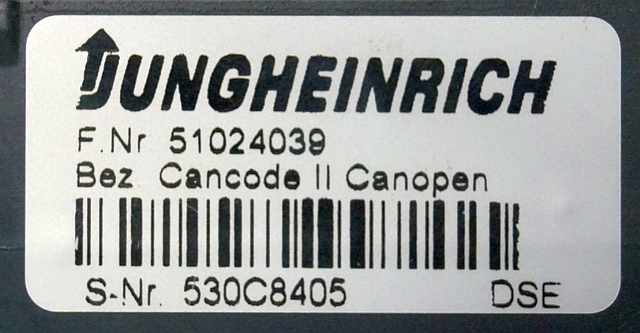 JUNGHEINRICH
F.Nr 51024039
Bez. Cancode II Canopen
S-Nr. 530C8405 DSE